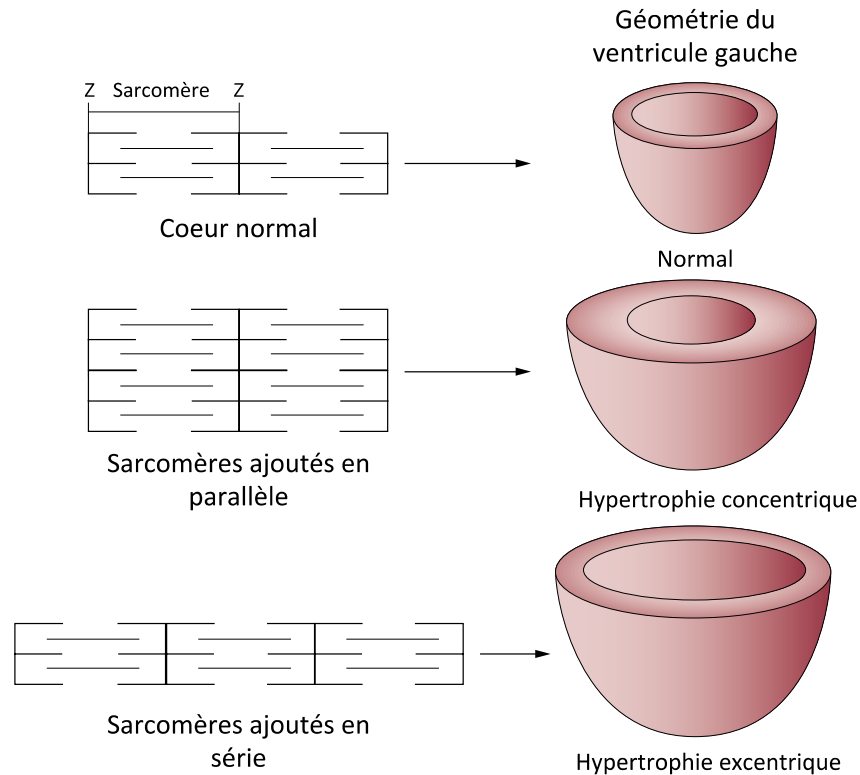 Géométrie du
ventricule gauche
Z Sarcomère Z
Coeur normal
Normal
Sarcomères ajoutés en
parallèle
Hypertrophie concentrique
Sarcomères ajoutés en
série
Hypertrophie excentrique